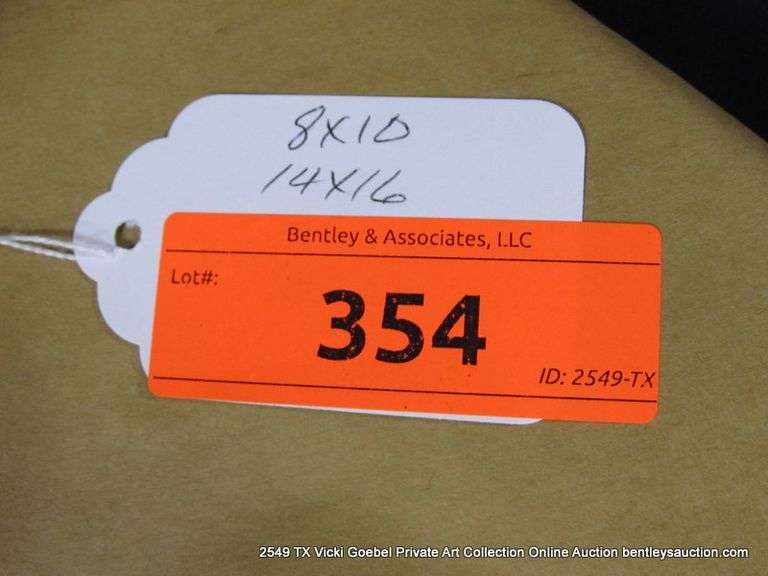 8X10
14X16
Bentley & Associates, LLC
Lot#:
354
ID: 2549-TX
2549 TX Vicki Goebel Private Art Collection Online Auction bentleysauction.com